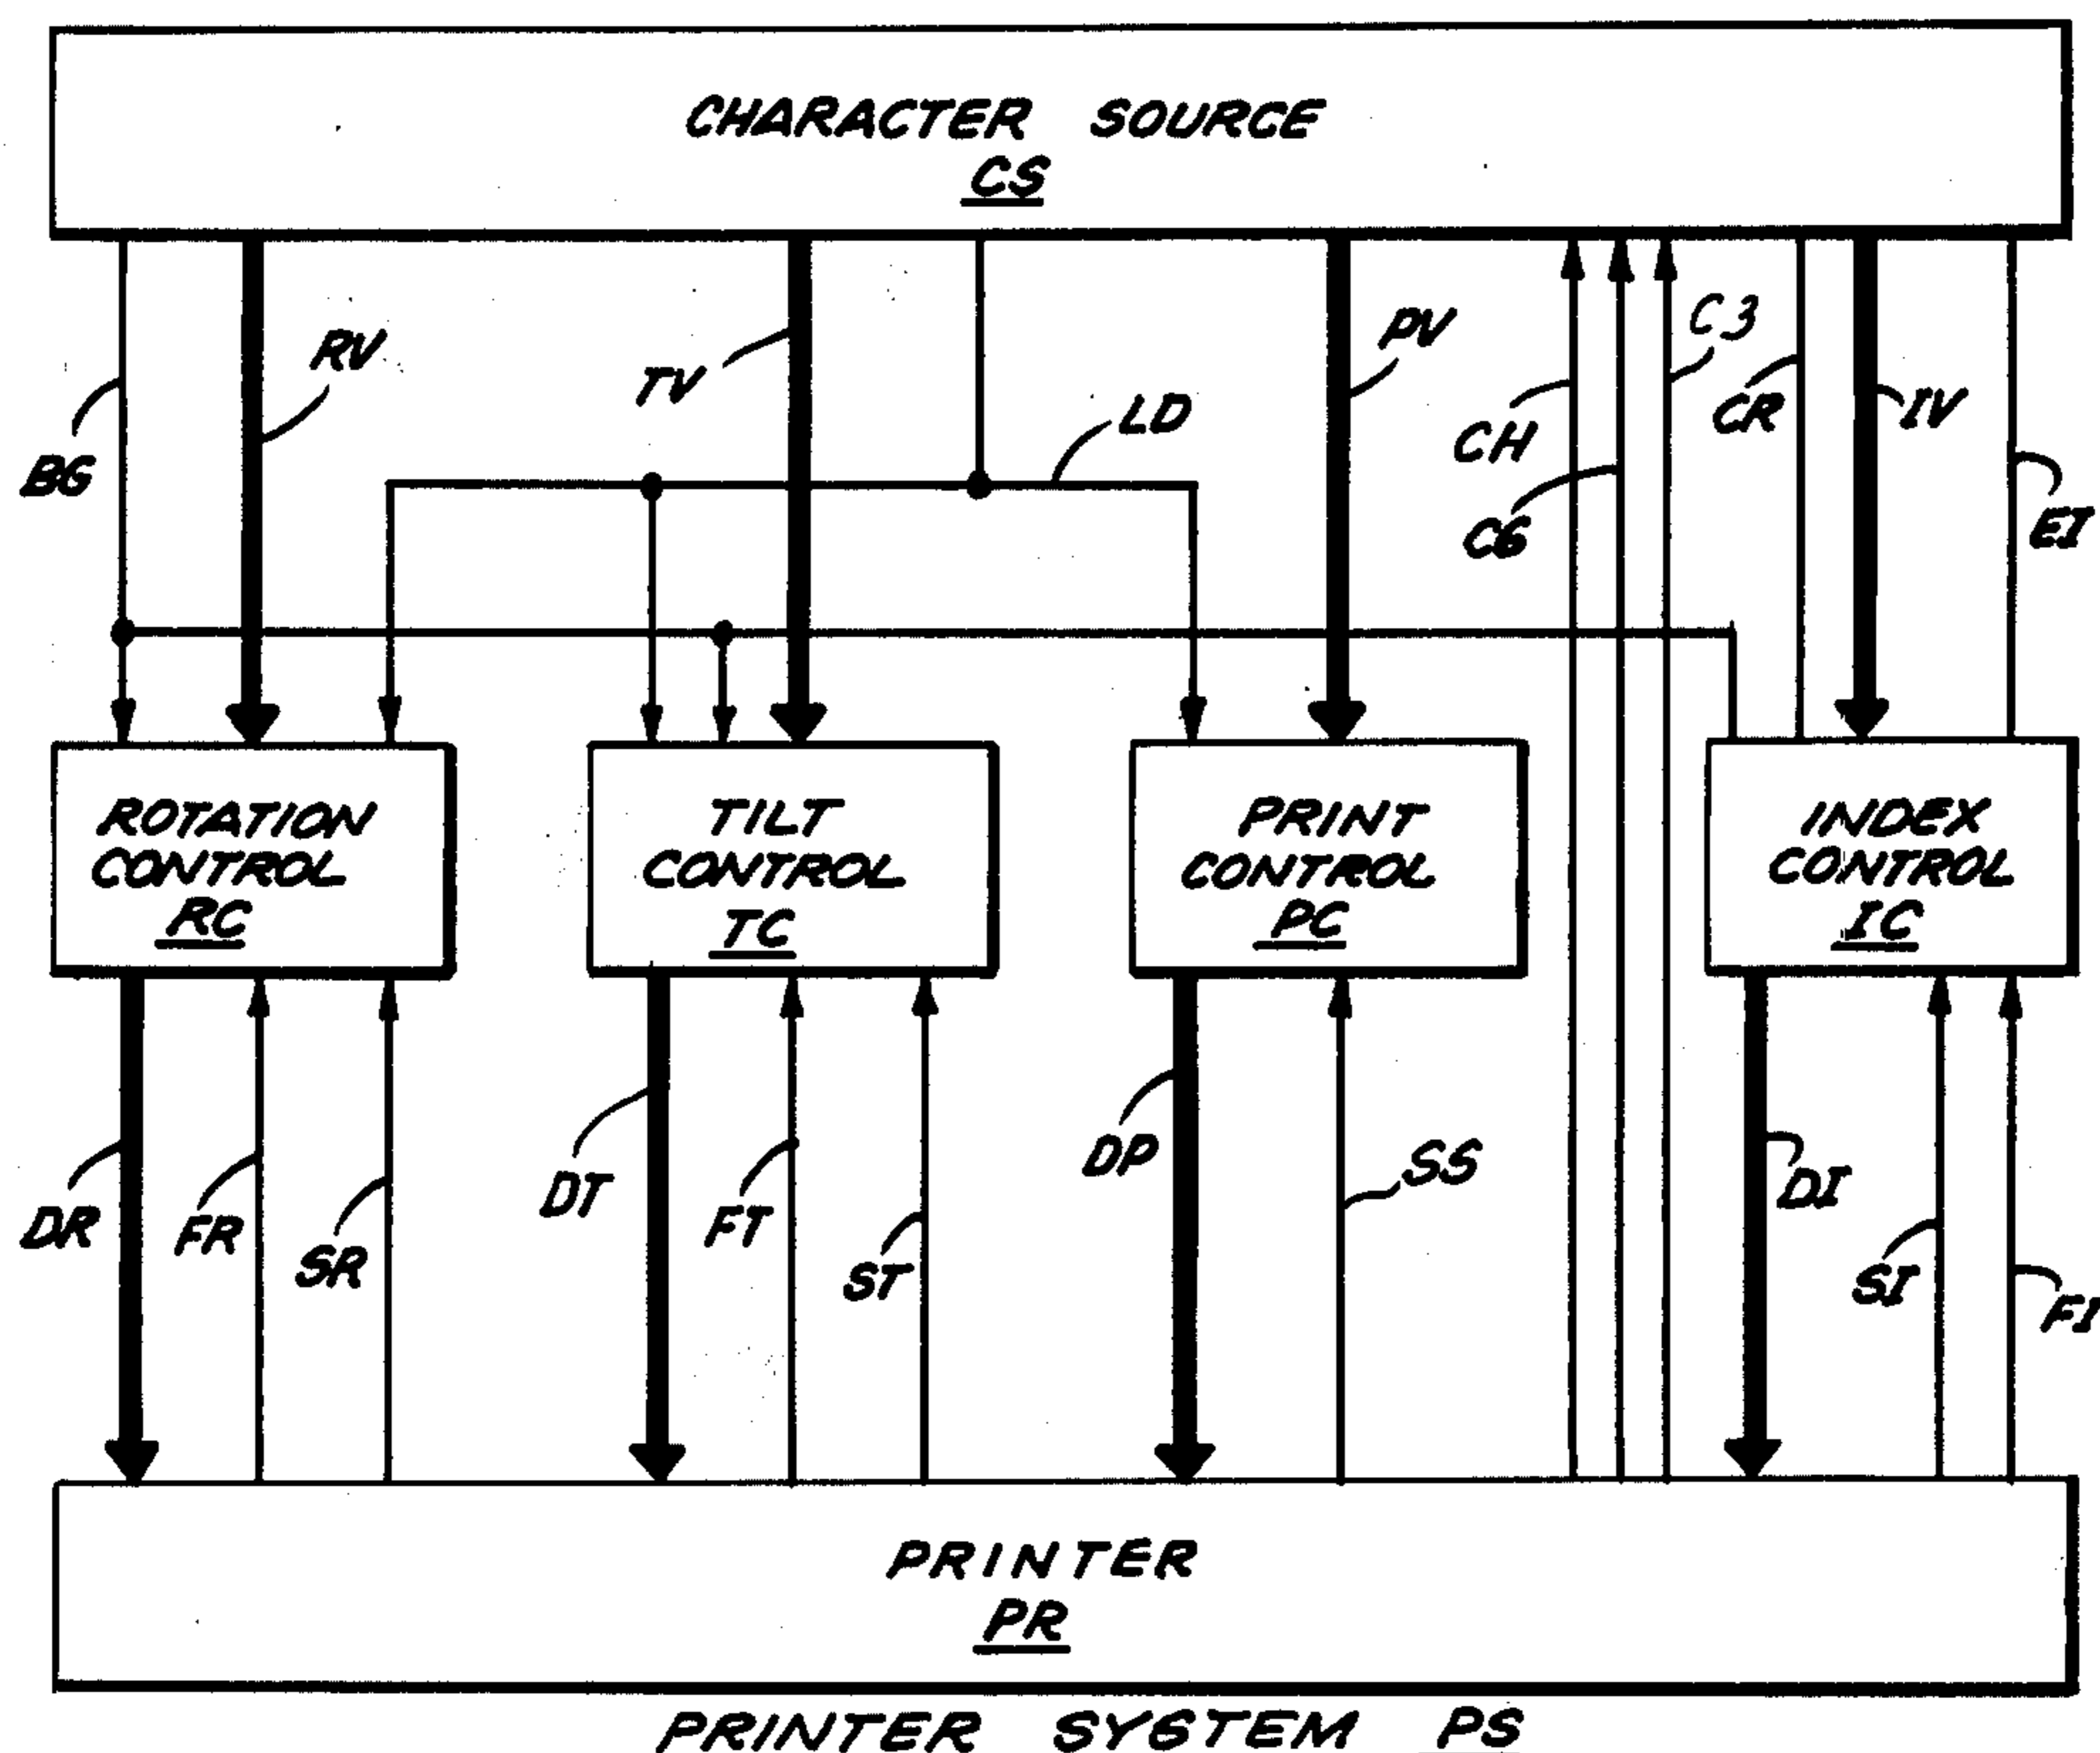 CHARACTER SOURCE
CS
BG
RV
TV
LD
PV
CH
C6
C3
CR
IV
EI
ROTATION
CONTROL
RC
TILT
CONTROL
TC
PRINT
CONTROL
PC
INDEX
CONTROL
IC
DR
FR
SR
DT
FT
ST
DP
SS
DI
SI
FI
PRINTER
PR
PRINTER SYSTEM PS